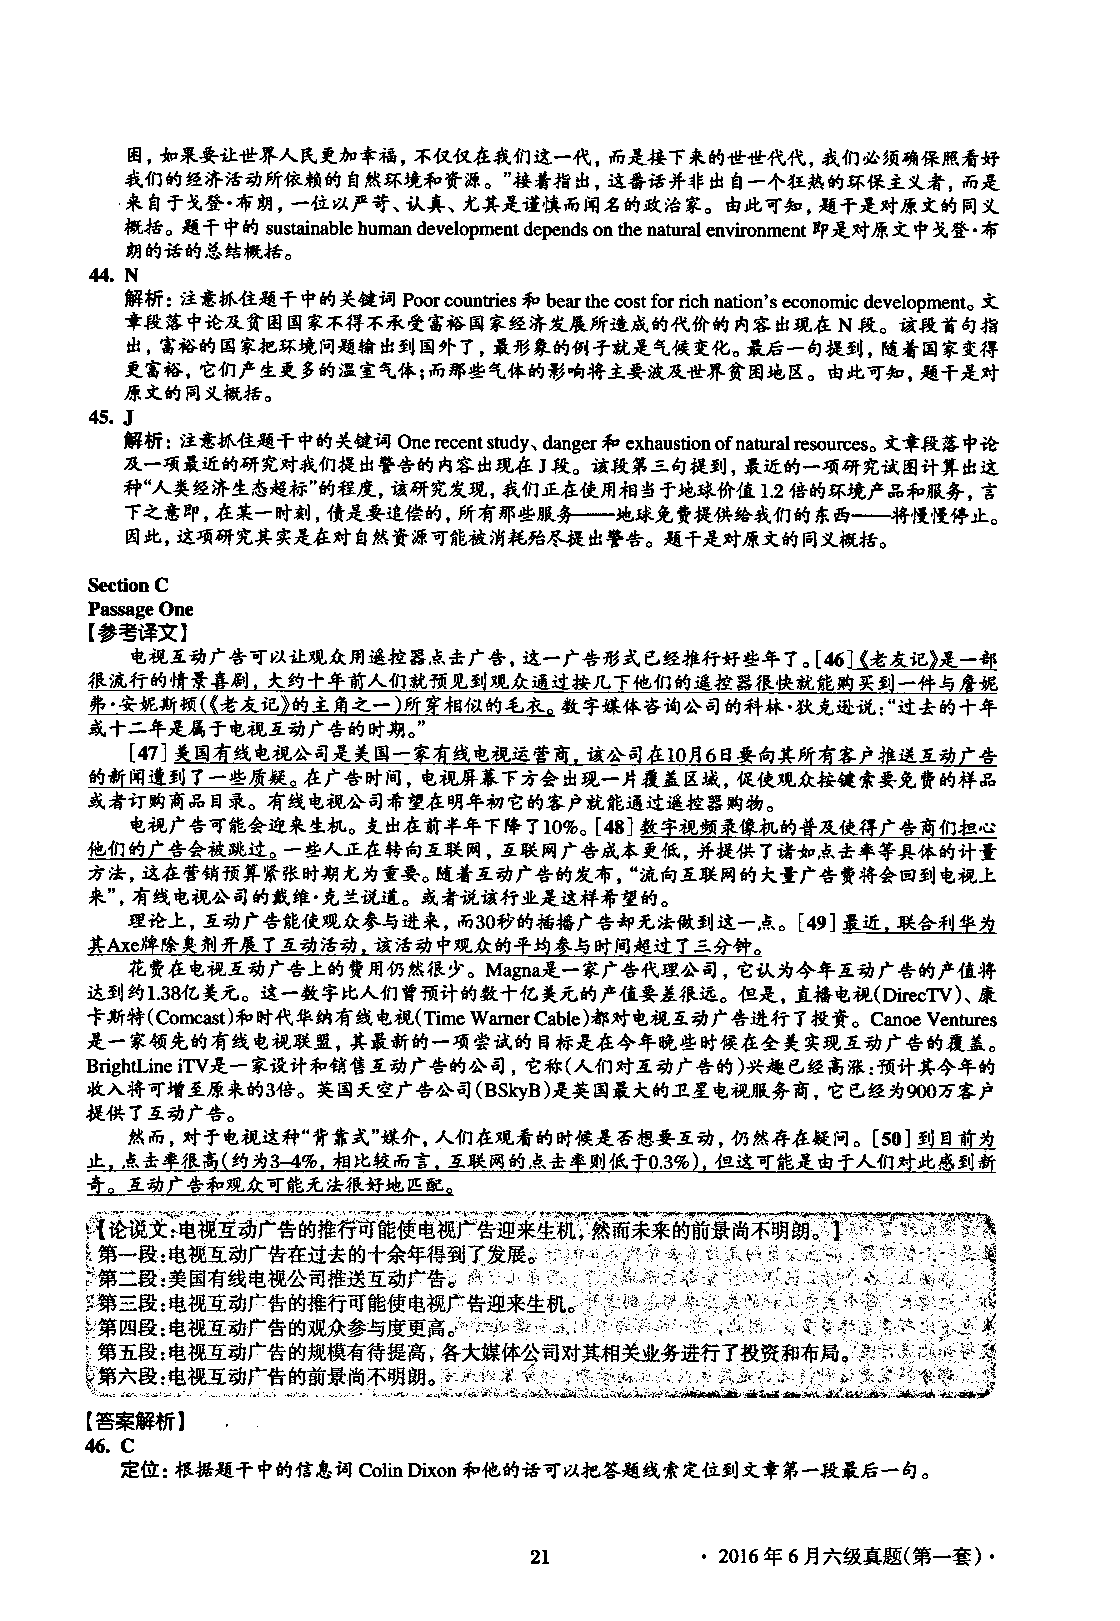 困，如果要让世界人民更加幸福，不仅仅在我们这一代，而是接下来的世世代代，我们必须确保照看好
我们的经济活动所依赖的自然环境和资源。”接着指出，这番话并非出自一个狂热的环保主义者，而是
来自于戈登·布朗，一位以严苛、认真、尤其是谨慎而闻名的政治家。由此可知，题干是对原文的同义
概括。题干中的 sustainable human development depends on the natural environment 即是对原文中戈登·布
朗的话的总结概括。
44. N
解析：注意抓住题干中的关键词 Poor countries 和 bear the cost for rich nation's economic development。文
章段落中论及贫困国家不得不承受富裕国家经济发展所造成的代价的内容出现在 N 段。该段首句指
出，富裕的国家把环境问题输出到国外了，最形象的例子就是气候变化。最后一句提到，随着国家变得
更富裕，它们产生更多的温室气体；而那些气体的影响将主要波及世界贫困地区。由此可知，题干是对
原文的同义概括。
45. J
解析：注意抓住题干中的关键词 One recent study、danger 和 exhaustion of natural resources。文章段落中论
及一项最近的研究对我们提出警告的内容出现在 J 段。该段第三句提到，最近的一项研究试图计算出这
种“人类经济生态超标”的程度，该研究发现，我们正在使用相当于地球价值 1.2 倍的环境产品和服务，言
下之意即，在某一时刻，债是要追偿的，所有那些服务——地球免费提供给我们的东西——将慢慢停止。
因此，这项研究其实是在对自然资源可能被消耗殆尽提出警告。题干是对原文的同义概括。
Section C
Passage One
【参考译文】
电视互动广告可以让观众用遥控器点击广告，这一广告形式已经推行好些年了。[46]《老友记》是一部
很流行的情景喜剧，大约十年前人们就预见到观众通过按几下他们的遥控器很快就能购买到一件与詹妮
弗·安妮斯顿(《老友记》的主角之一)所穿相似的毛衣。数字媒体咨询公司的科林·狄克逊说：“过去的十年
或十二年是属于电视互动广告的时期。”
[47] 美国有线电视公司是美国一家有线电视运营商，该公司在10月6日要向其所有客户推送互动广告
的新闻遭到了一些质疑。在广告时间，电视屏幕下方会出现一片覆盖区域，促使观众按键索要免费的样品
或者订购商品目录。有线电视公司希望在明年初它的客户就能通过遥控器购物。
电视广告可能会迎来生机。支出在前半年下降了10%。[48] 数字视频录像机的普及使得广告商们担心
他们的广告会被跳过。一些人正在转向互联网，互联网广告成本更低，并提供了诸如点击率等具体的计量
方法，这在营销预算紧张时期尤为重要。随着互动广告的发布，“流向互联网的大量广告费将会回到电视上
来”，有线电视公司的戴维·克兰说道。或者说该行业是这样希望的。
理论上，互动广告能使观众参与进来，而30秒的插播广告却无法做到这一点。[49] 最近，联合利华为
其Axe牌除臭剂开展了互动活动，该活动中观众的平均参与时间超过了三分钟。
花费在电视互动广告上的费用仍然很少。Magna是一家广告代理公司，它认为今年互动广告的产值将
达到约1.38亿美元。这一数字比人们曾预计的数十亿美元的产值要差很远。但是，直播电视(DirecTV)、康
卡斯特(Comcast)和时代华纳有线电视(Time Warner Cable)都对电视互动广告进行了投资。Canoe Ventures
是一家领先的有线电视联盟，其最新的一项尝试的目标是在今年晚些时候在全美实现互动广告的覆盖。
BrightLine iTV是一家设计和销售互动广告的公司，它称(人们对互动广告的)兴趣已经高涨：预计其今年的
收入将可增至原来的3倍。英国天空广告公司(BSkyB)是英国最大的卫星电视服务商，它已经为900万客户
提供了互动广告。
然而，对于电视这种“背靠式”媒介，人们在观看的时候是否想要互动，仍然存在疑问。[50] 到目前为
止，点击率很高(约为3–4%，相比较而言，互联网的点击率则低于0.3%)，但这可能是由于人们对此感到新
奇。互动广告和观众可能无法很好地匹配。
【论说文：电视互动广告的推行可能使电视广告迎来生机，然而未来的前景尚不明朗。】
第一段：电视互动广告在过去的十余年得到了发展。
第二段：美国有线电视公司推送互动广告。
第三段：电视互动广告的推行可能使电视广告迎来生机。
第四段：电视互动广告的观众参与度更高。
第五段：电视互动广告的规模有待提高，各大媒体公司对其相关业务进行了投资和布局。
第六段：电视互动广告的前景尚不明朗。
【答案解析】
46. C
定位：根据题干中的信息词 Colin Dixon 和他的话可以把答题线索定位到文章第一段最后一句。
21
·2016 年 6 月六级真题(第一套)·